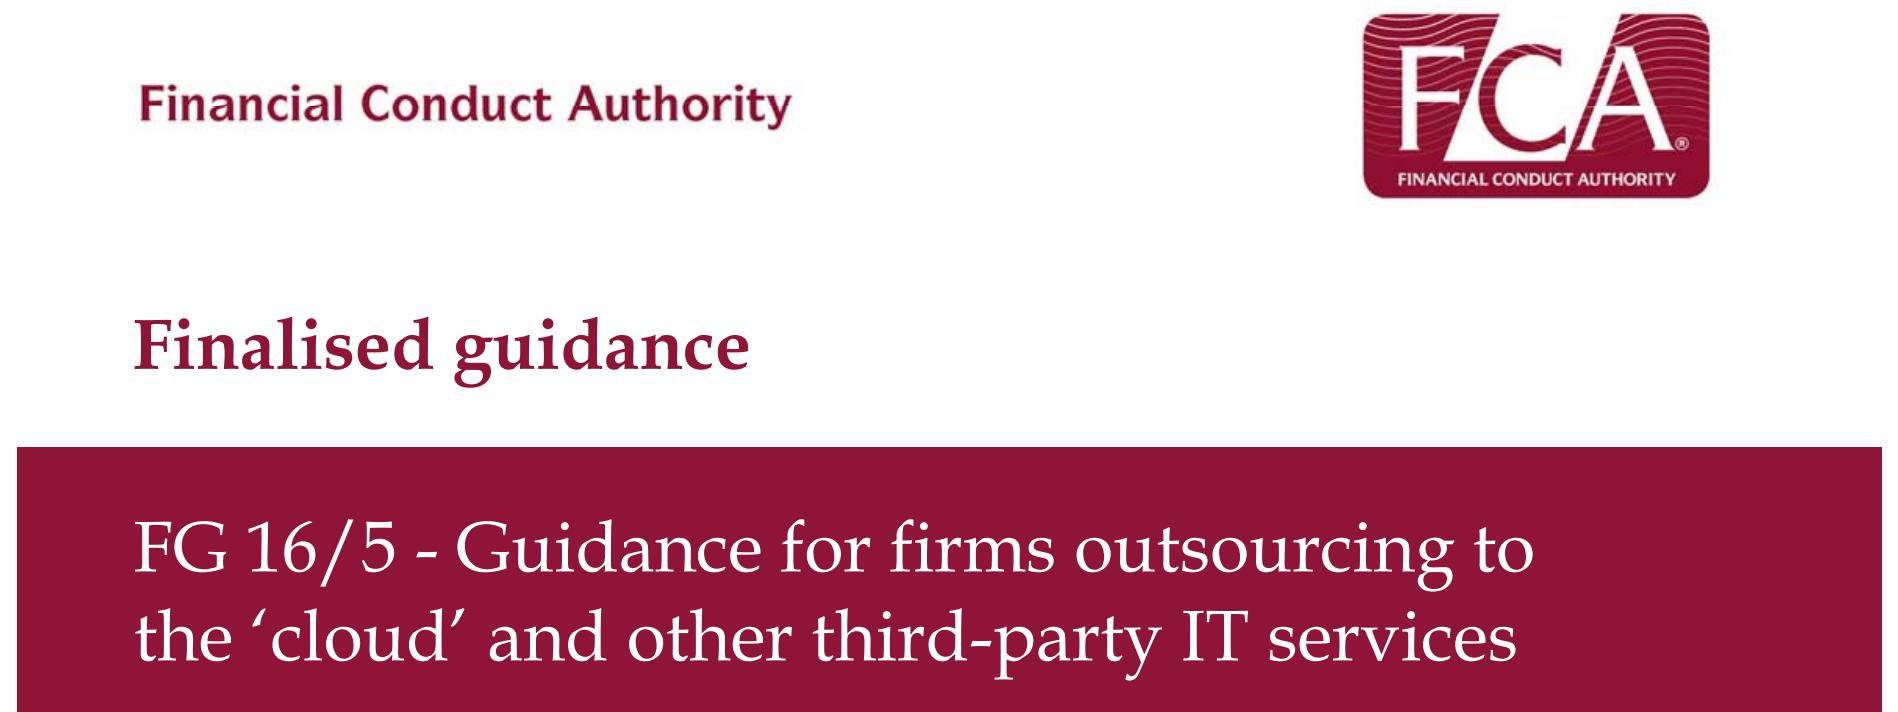 Financial Conduct Authority
FCA®
FINANCIAL CONDUCT AUTHORITY
Finalised guidance
FG 16/5 - Guidance for firms outsourcing to
the ‘cloud’ and other third-party IT services